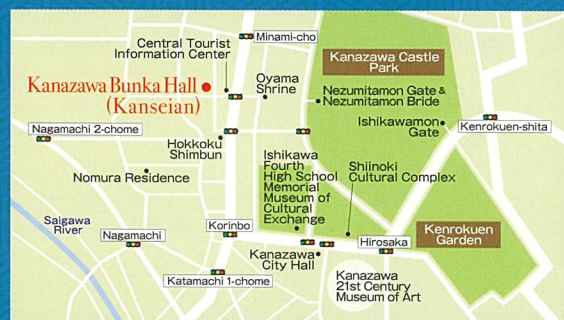 Minami-cho
Central Tourist
Information Center
Kanazawa Castle
Park
Kanazawa Bunka Hall
(Kanseian)
Oyama
Shrine
Nezumitamon Gate &
Nezumitamon Bride
Ishikawamon
Gate
Kenrokuen-shita
Nagamachi 2-chome
Hokkoku
Shimbun
Nomura Residence
Ishikawa
Fourth
High School
Memorial
Museum of
Cultural
Exchange
Shiinoki
Cultural Complex
Saigawa
River
Nagamachi
Korinbo
Kenrokuen
Garden
Hirosaka
Kanazawa
City Hall
Katamachi 1-chome
Kanazawa
21st Century
Museum of Art